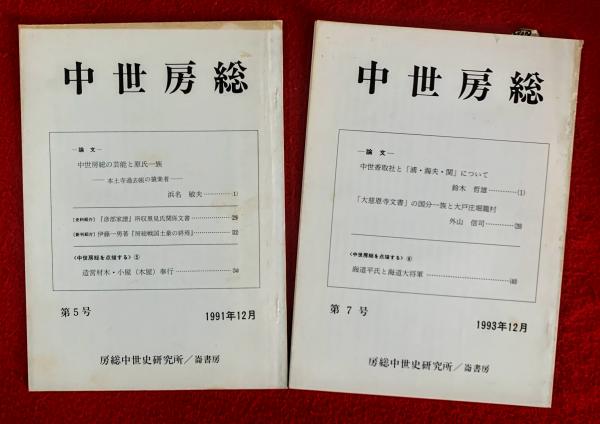 中世房総
—論 文—
中世房総の芸能と原氏一族
——本土寺過去帳の猿楽者——
浜名 敏夫…………(1)
[史料紹介]『彦部家譜』所収里見氏関係文書…………(29)
[新刊紹介]伊藤一男著『房総戦国土豪の終焉』…………(32)
〈中世房総を点描する〉⑤
造営材木・小屋(木屋)奉行…………(34)
第5号
1991年12月
房総中世史研究所/崙書房
中世房総
—論 文—
中世香取社と「浦・海夫・関」について
鈴木 哲雄…………(1)
「大慈恩寺文書」の国分一族と大戸庄堀籠村
外山 信司…………(28)
〈中世房総を点描する〉⑥
海道平氏と海道大将軍…………(48)
第 7 号
1993年12月
房総中世史研究所/崙書房